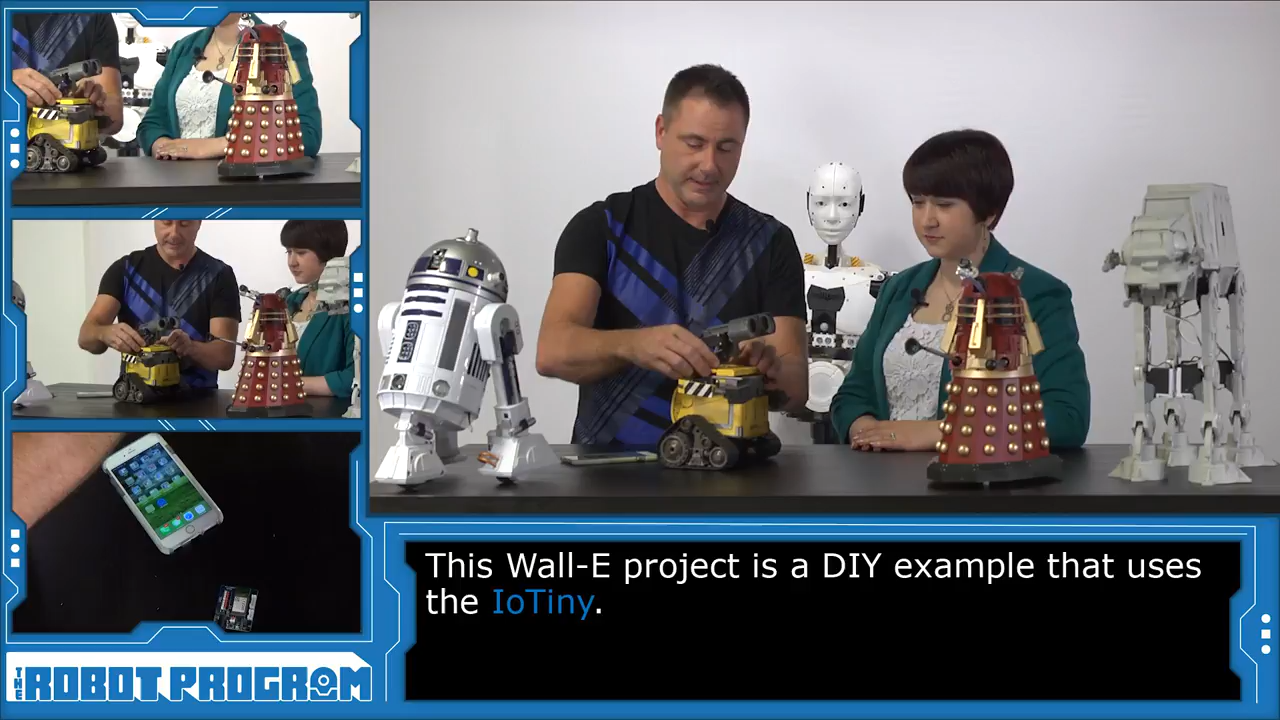 This Wall-E project is a DIY example that uses
the IoTiny.
THE ROBOT PROGRAM